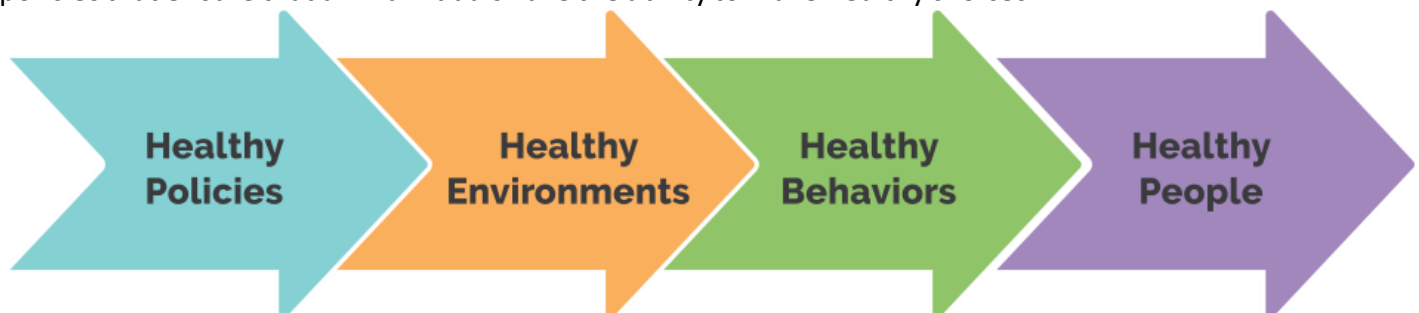 Healthy
Policies
Healthy
Environments
Healthy
Behaviors
Healthy
People